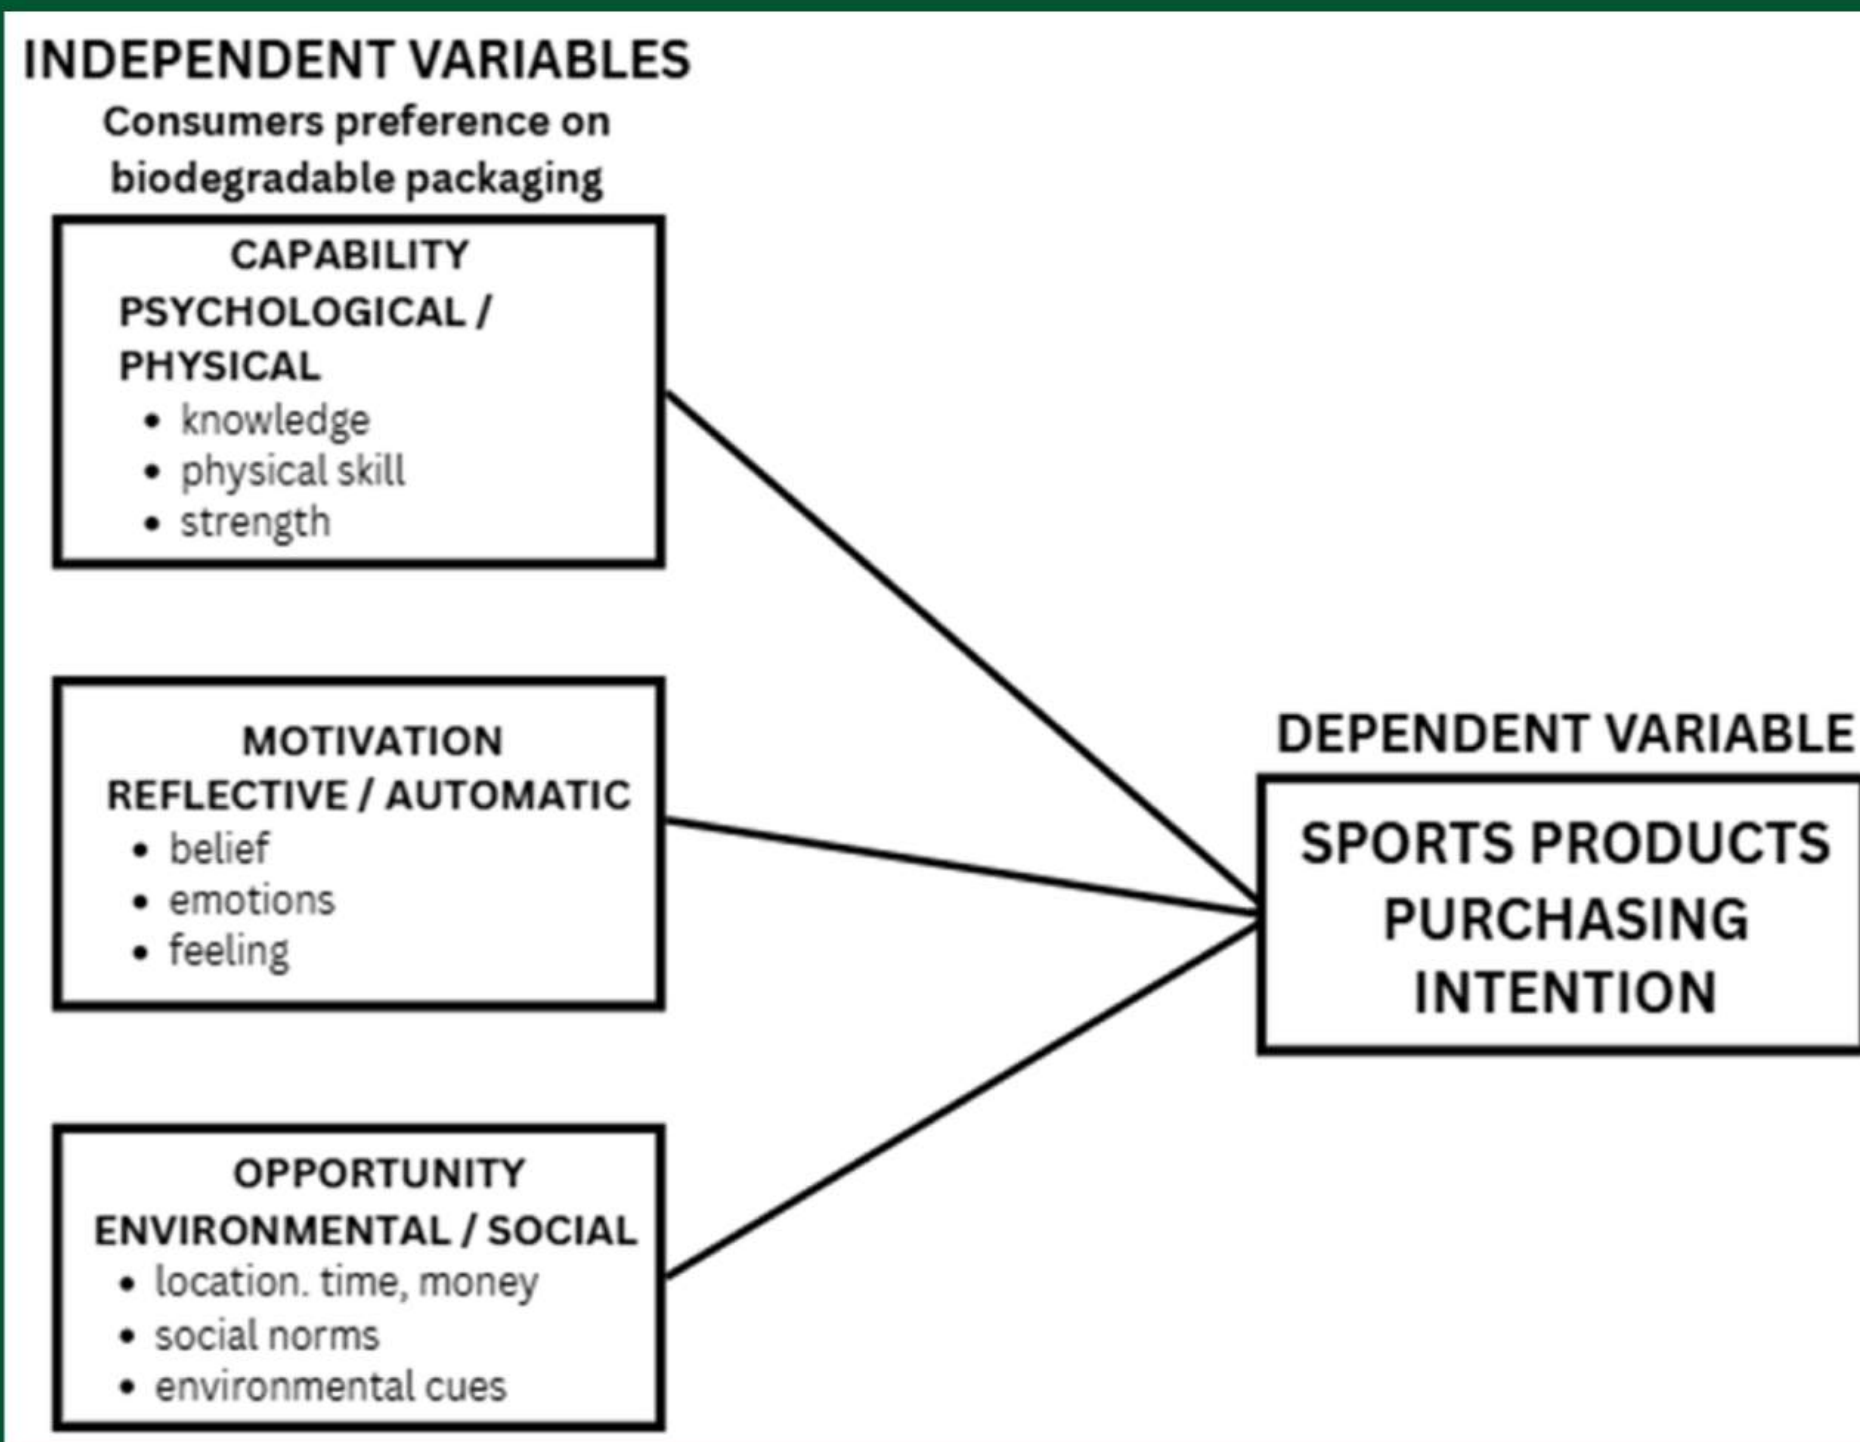 INDEPENDENT VARIABLES
Consumers preference on
biodegradable packaging
CAPABILITY
PSYCHOLOGICAL /
PHYSICAL
• knowledge
• physical skill
• strength
MOTIVATION
REFLECTIVE / AUTOMATIC
• belief
• emotions
• feeling
OPPORTUNITY
ENVIRONMENTAL / SOCIAL
• location. time, money
• social norms
• environmental cues
DEPENDENT VARIABLE
SPORTS PRODUCTS
PURCHASING
INTENTION